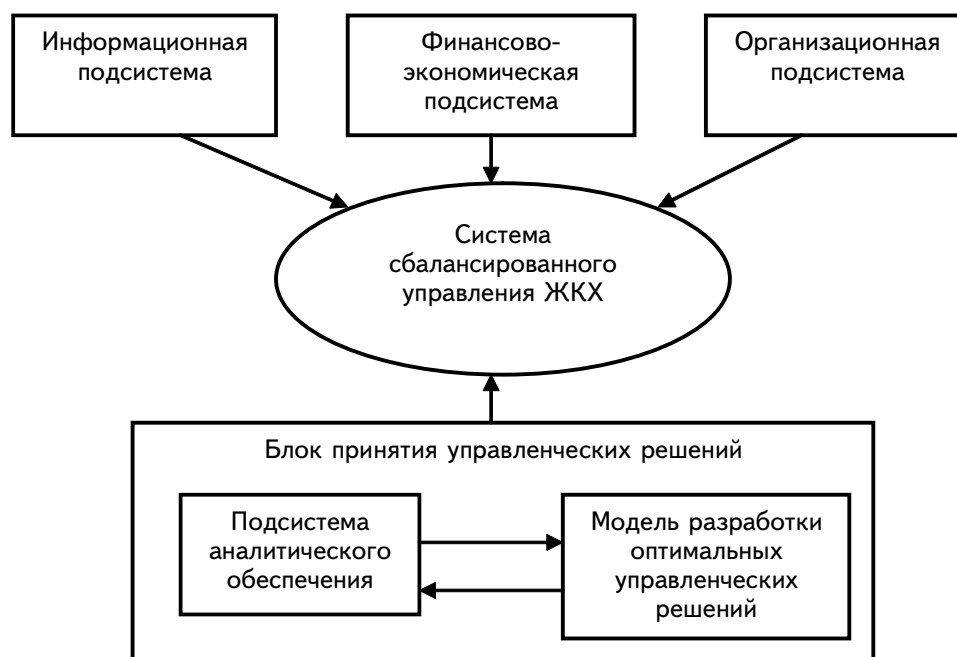 Информационная
подсистема
Финансово-
экономическая
подсистема
Организационная
подсистема
Система
сбалансированного
управления ЖКХ
Блок принятия управленческих решений
Подсистема
аналитического
обеспечения
Модель разработки
оптимальных
управленческих
решений